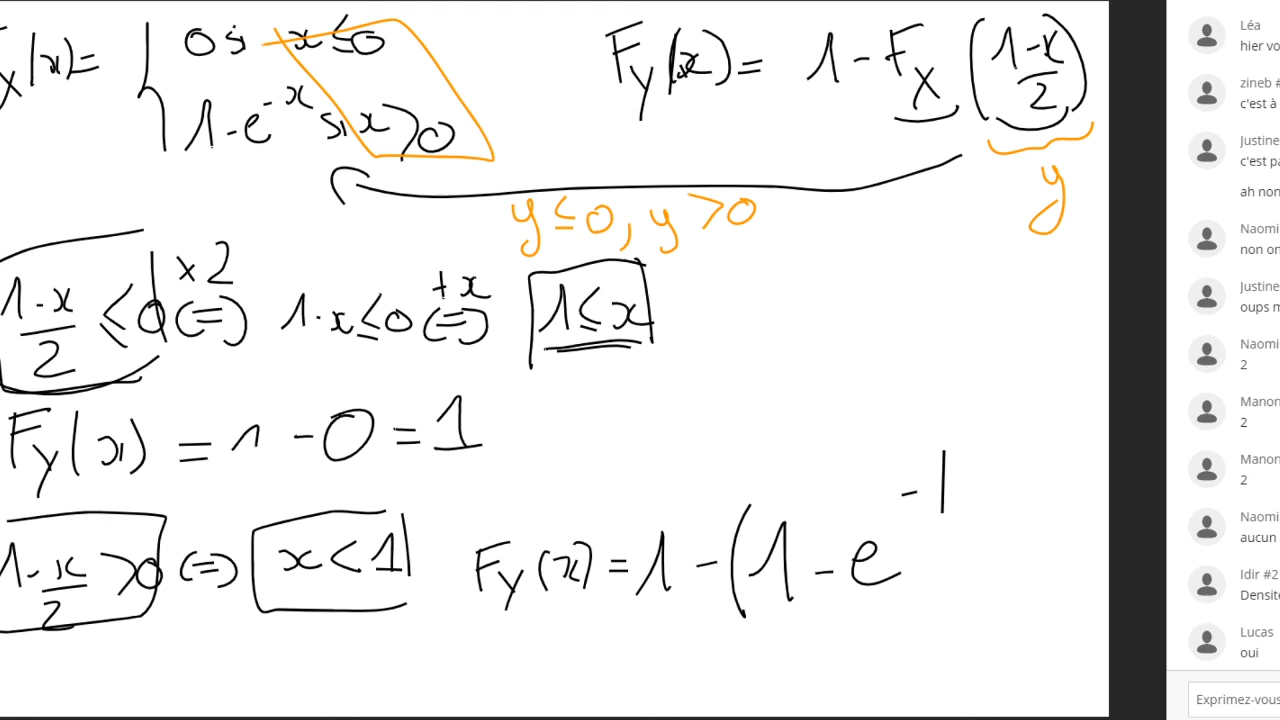 F_X(x) = { 0 si x ≤ 0
1 - e^{-x} si x > 0
F_Y(x) = 1 - F_X((1-x)/2)
y
y ≤ 0, y > 0
(1-x)/2 ≤ 0 ×2 (=) 1-x ≤ 0 +x (=) 1 ≤ x
F_Y(x) = 1 - 0 = 1
(1-x)/2 > 0 (=) x < 1 F_Y(x) = 1 - (1 - e^{-1
Léa
hier vo
zineb #
c'est à
Justine
c'est pa
ah non
Naomi
non on
Justine
oups m
Naomi
2
Manon
2
Manon
2
Naomi
aucun
Idir #2
Densite
Lucas
oui
Exprimez-vous